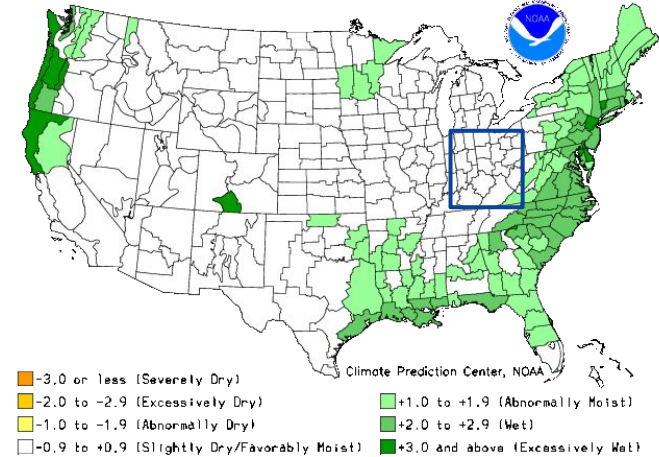 NOAA
Climate Prediction Center, NOAA
-3.0 or less (Severely Dry)
-2.0 to -2.9 (Excessively Dry)
-1.0 to -1.9 (Abnormally Dry)
-0.9 to +0.9 (Slightly Dry/Favorably Moist)
+1.0 to +1.9 (Abnormally Moist)
+2.0 to +2.9 (Wet)
+3.0 and above (Excessively Wet)